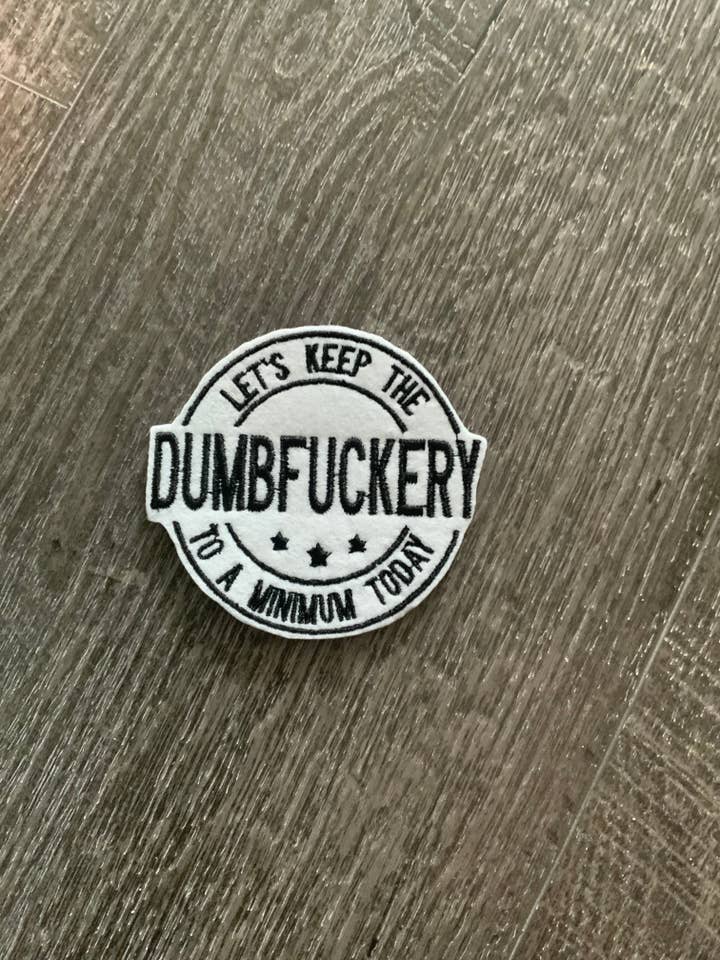 LET'S KEEP THE
DUMBFUCKERY
TO A MINIMUM TODAY